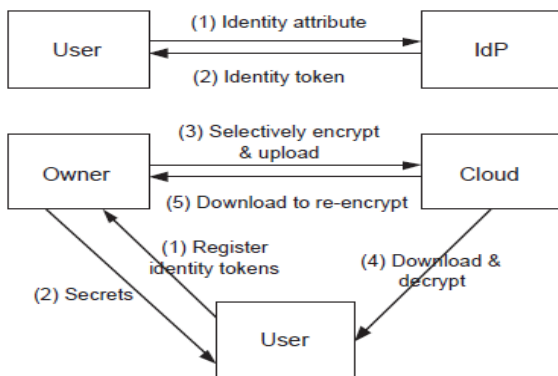 (1) Identity attribute
User
IdP
(2) Identity token
(3) Selectively encrypt
& upload
Owner
Cloud
(5) Download to re-encrypt
(1) Register
identity tokens
(4) Download &
decrypt
(2) Secrets
User